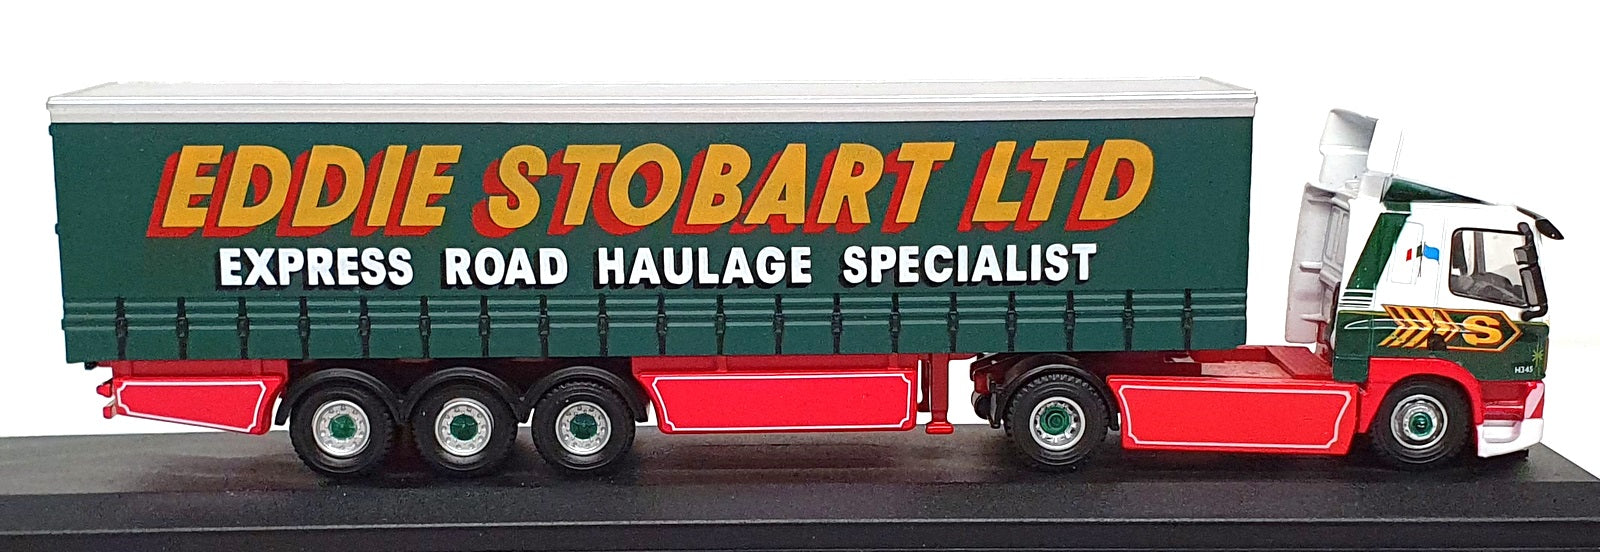 EDDIE STOBART LTD
EXPRESS ROAD HAULAGE SPECIALIST
S
H345